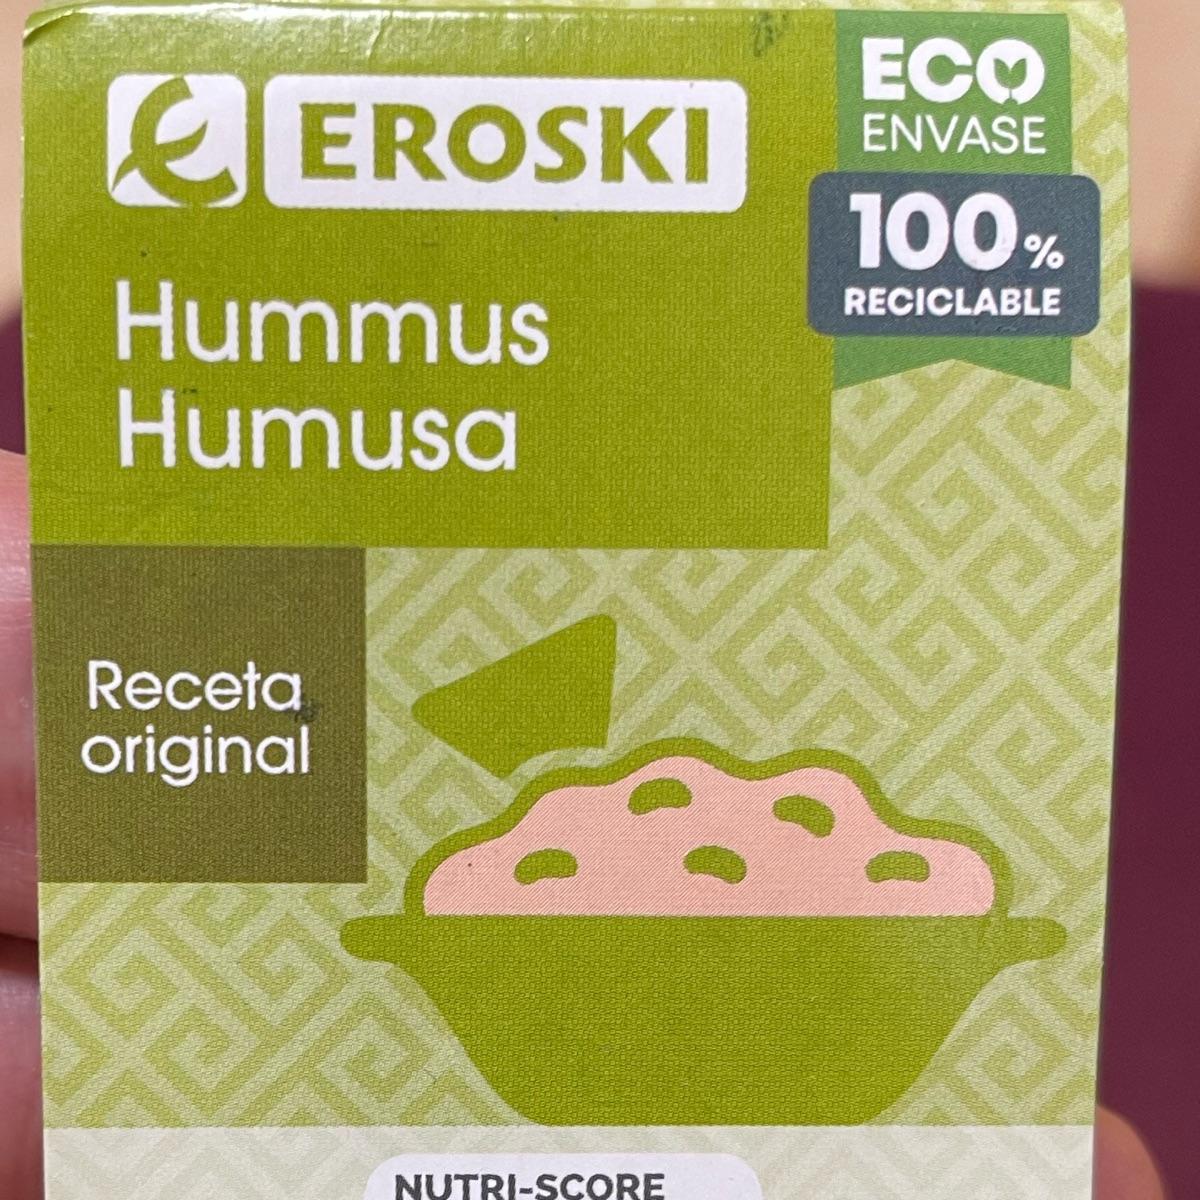 EROSKI
ECO
ENVASE
100%
RECICLABLE
Hummus
Humusa
Receta
original
NUTRI-SCORE